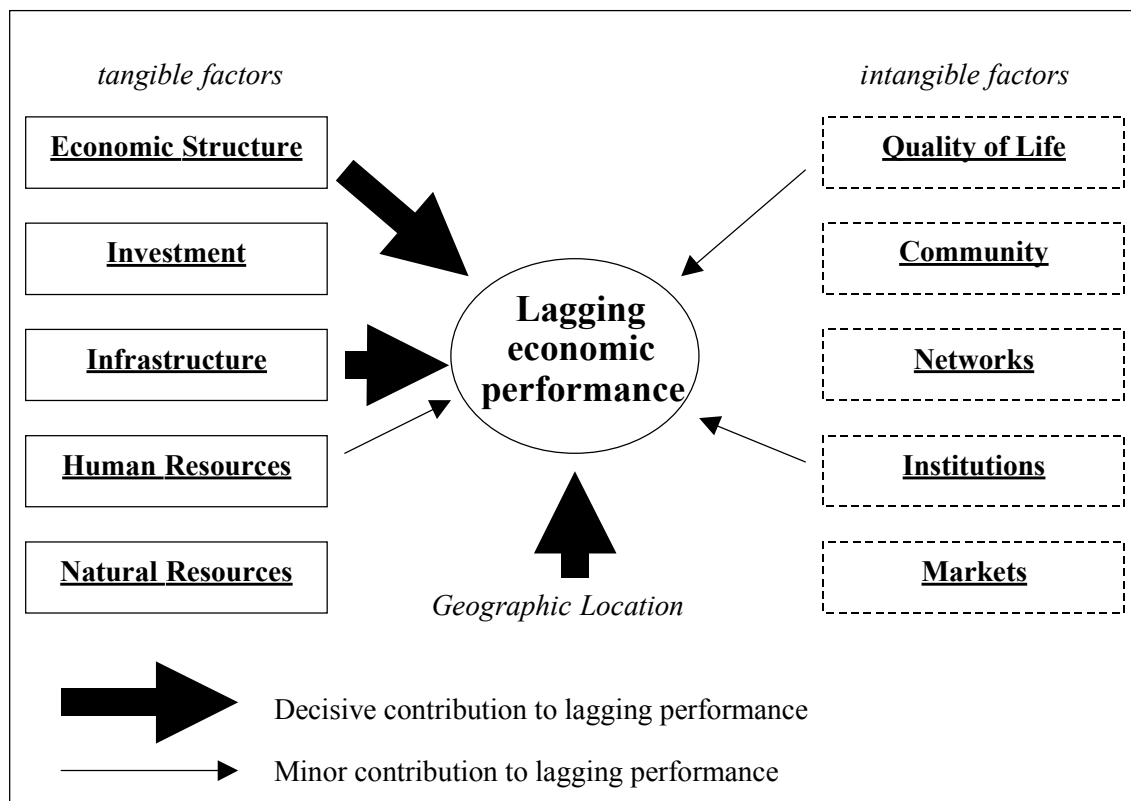 tangible factors
intangible factors
Economic Structure
Quality of Life
Investment
Community
Lagging
economic
performance
Infrastructure
Networks
Human Resources
Institutions
Natural Resources
Markets
Geographic Location
Decisive contribution to lagging performance
Minor contribution to lagging performance